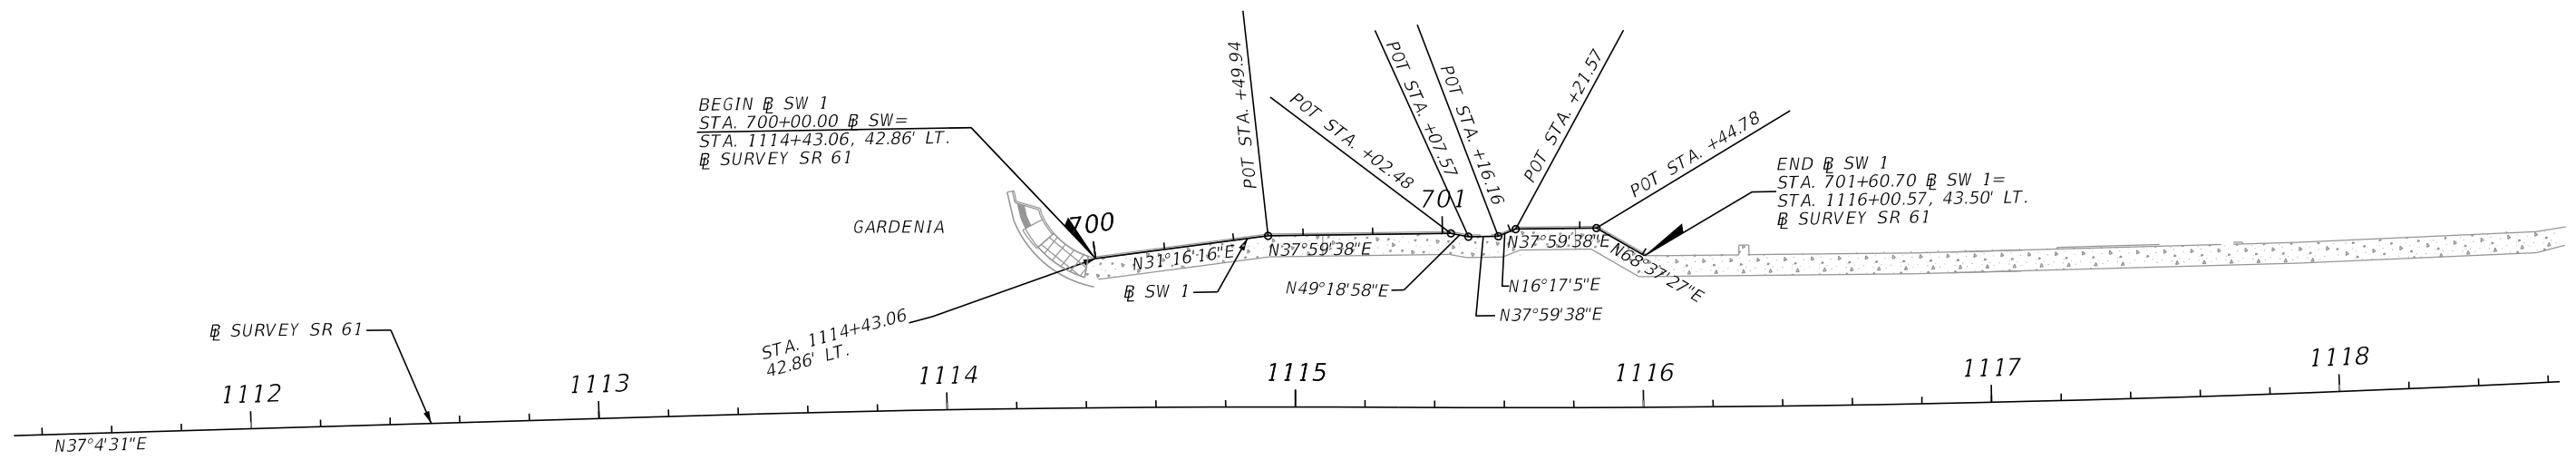 BEGIN ℄ SW 1
STA. 700+00.00 ℄ SW=
STA. 1114+43.06, 42.86' LT.
℄ SURVEY SR 61
GARDENIA
700
POT STA. +49.94
POT STA. +02.48
POT STA. +07.57
POT STA. +16.16
POT STA. +21.57
POT STA. +44.78
701
END ℄ SW 1
STA. 701+60.70 ℄ SW 1=
STA. 1116+00.57, 43.50' LT.
℄ SURVEY SR 61
N31°16'16"E
N37°59'38"E
N37°59'38"E
N68°37'27"E
℄ SW 1
N49°18'58"E
N16°17'5"E
N37°59'38"E
STA. 1114+43.06
42.86' LT.
℄ SURVEY SR 61
1112
1113
1114
1115
1116
1117
1118
N37°4'31"E